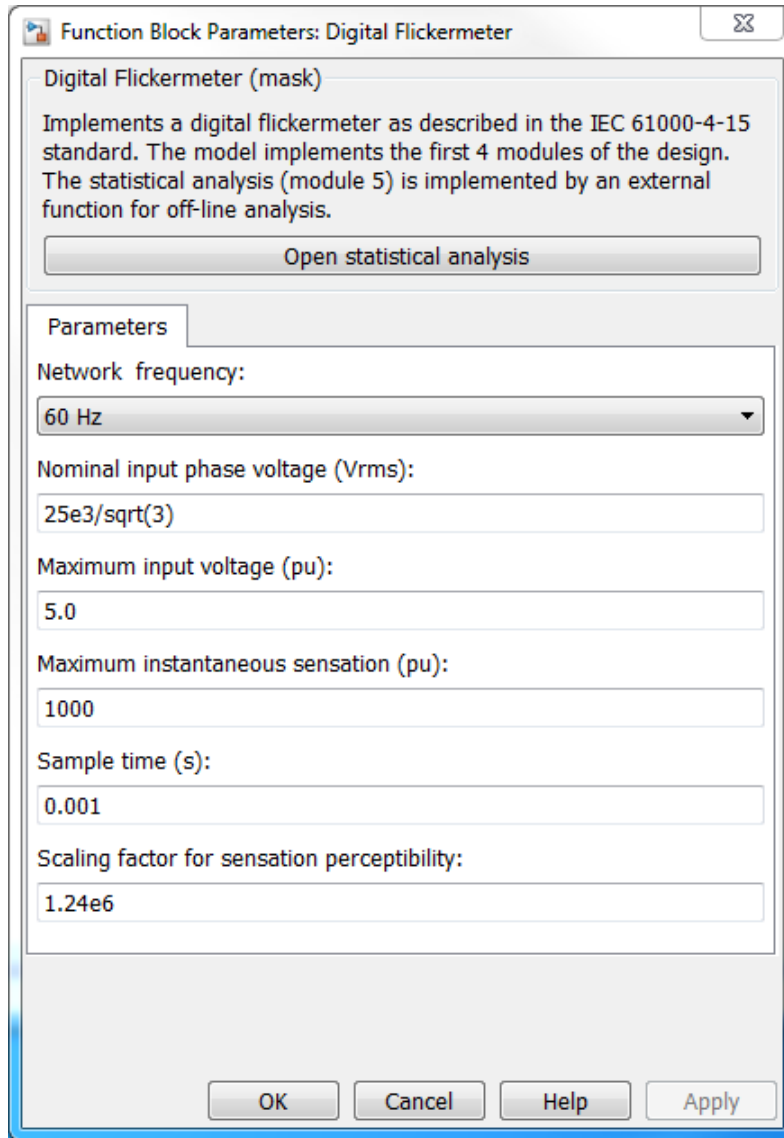 Function Block Parameters: Digital Flickermeter
Digital Flickermeter (mask)
Implements a digital flickermeter as described in the IEC 61000-4-15
standard. The model implements the first 4 modules of the design.
The statistical analysis (module 5) is implemented by an external
function for off-line analysis.
Open statistical analysis
Parameters
Network frequency:
60 Hz
Nominal input phase voltage (Vrms):
25e3/sqrt(3)
Maximum input voltage (pu):
5.0
Maximum instantaneous sensation (pu):
1000
Sample time (s):
0.001
Scaling factor for sensation perceptibility:
1.24e6
OK Cancel Help Apply